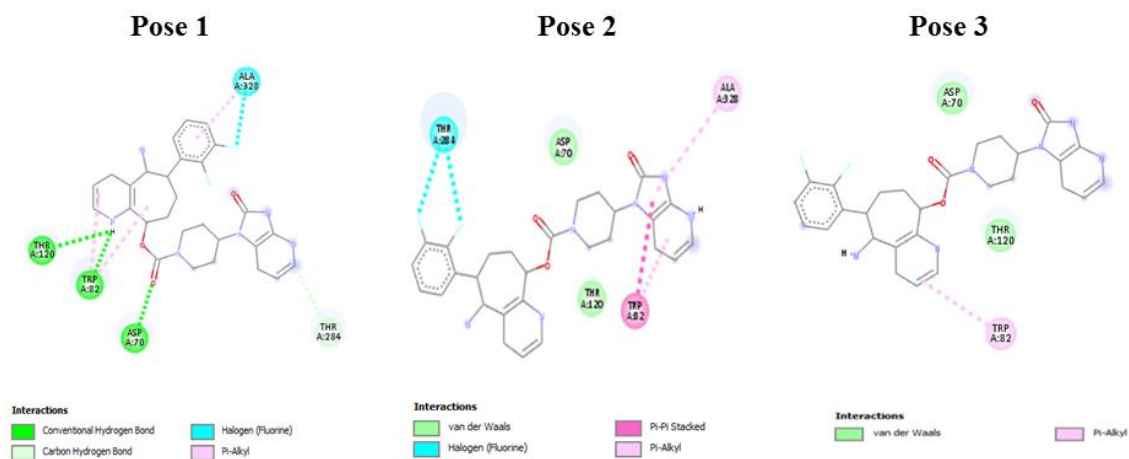 Pose 1
Pose 2
Pose 3
ALA
A:328
THR
A:120
TRP
A:82
ASP
A:70
THR
A:284
H
O
O
O
N
N
Interactions
Conventional Hydrogen Bond
Carbon Hydrogen Bond
Halogen (Fluorine)
Pi-Alkyl
THR
A:284
ASP
A:70
ALA
A:328
THR
A:120
TRP
A:82
H
O
O
O
N
N
Interactions
van der Waals
Halogen (Fluorine)
Pi-Pi Stacked
Pi-Alkyl
ASP
A:70
THR
A:120
TRP
A:82
H
O
O
O
N
N
Interactions
van der Waals
Pi-Alkyl